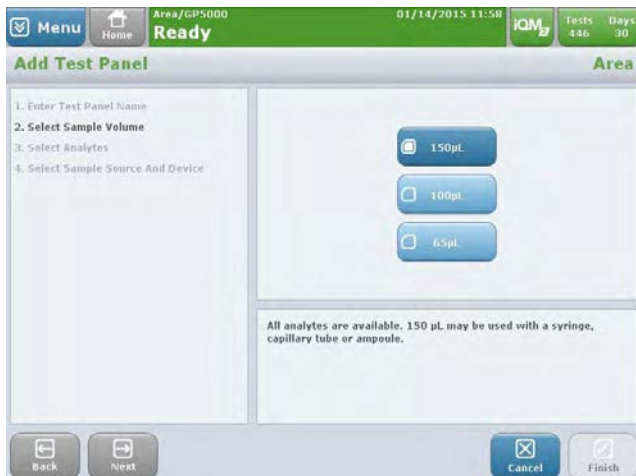 Menu
Home
Area/GP5000
Ready
01/14/2015 11:58
iQM2
Tests 446
Days 30
Add Test Panel
Area
1. Enter Test Panel Name
2. Select Sample Volume
3. Select Analytes
4. Select Sample Source And Device
150µL
100µL
65µL
All analytes are available. 150 µL may be used with a syringe,
capillary tube or ampoule.
Back
Next
Cancel
Finish